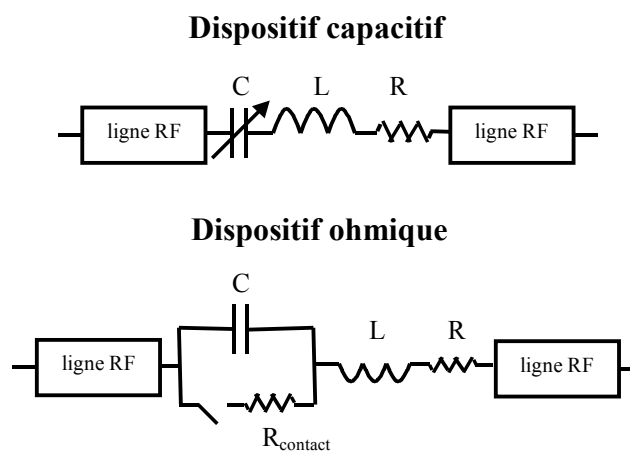 Dispositif capacitif
C L R
ligne RF ligne RF
Dispositif ohmique
C
L R
ligne RF ligne RF
Rcontact